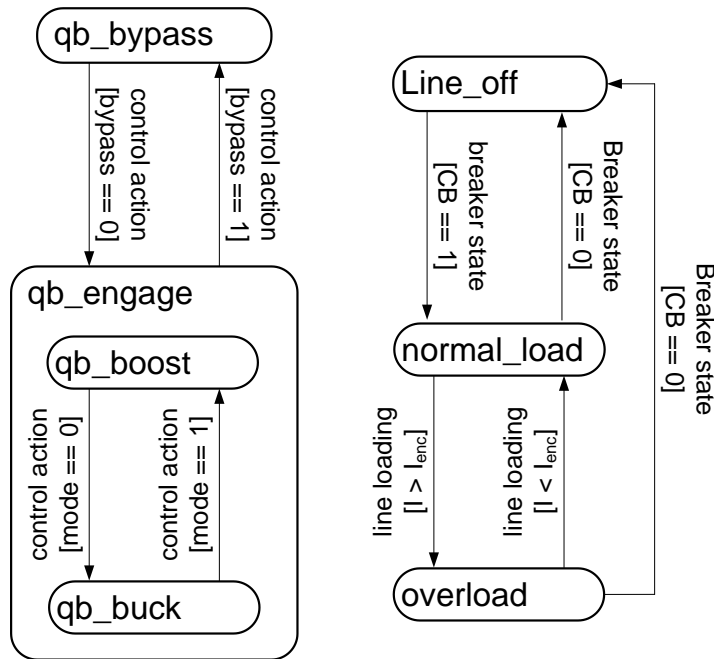 qb_bypass
control action
[bypass == 0]
control action
[bypass == 1]
qb_engage
qb_boost
control action
[mode == 0]
control action
[mode == 1]
qb_buck
Line_off
breaker state
[CB == 1]
Breaker state
[CB == 0]
Breaker state
[CB == 0]
normal_load
line loading
[I > Ienc]
line loading
[I < Ienc]
overload